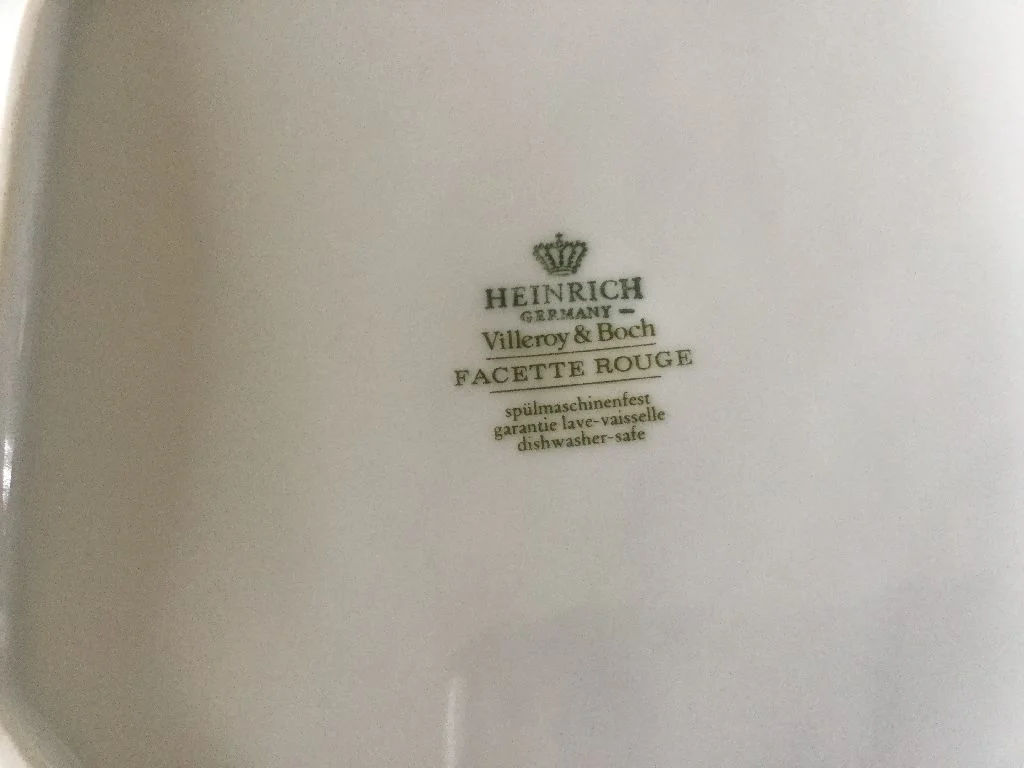 HEINRICH
GERMANY
Villeroy & Boch
FACETTE ROUGE
spülmaschinenfest
garantie lave-vaisselle
dishwasher-safe